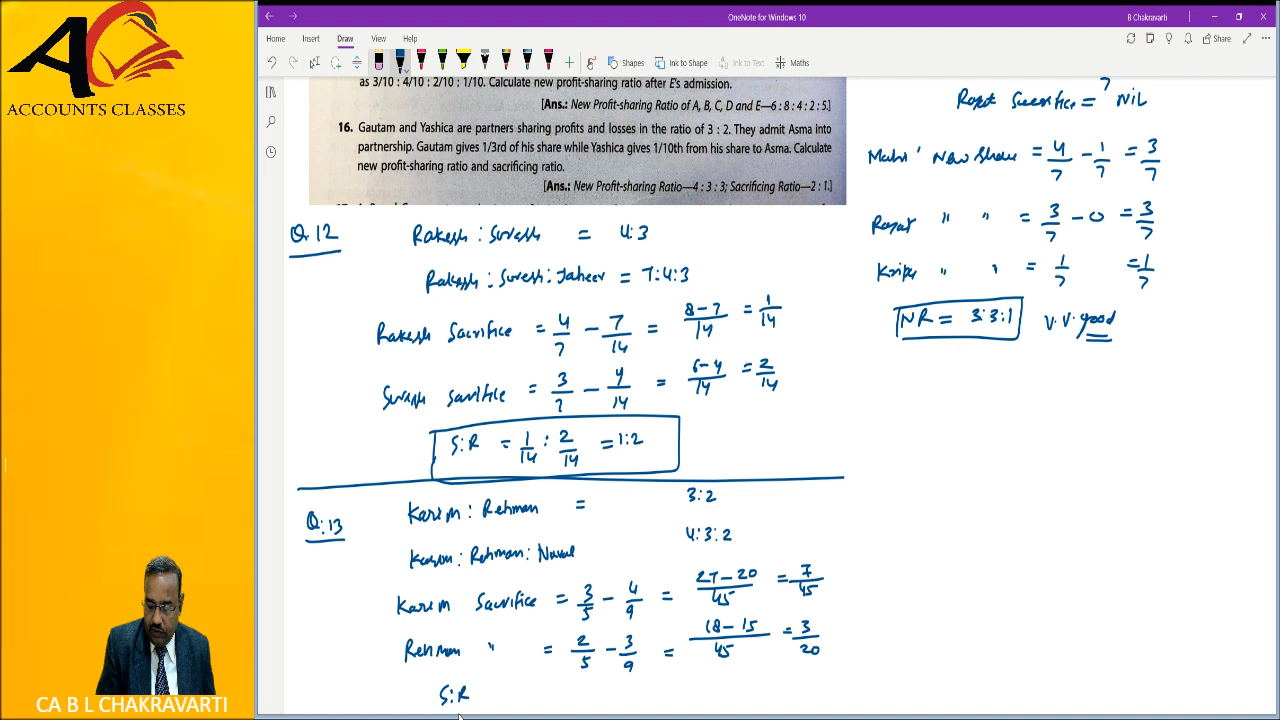 AC
ACCOUNTS CLASSES
OneNote for Windows 10
B Chakravarti
Home Insert Draw View Help
Share
Shapes Ink to Shape Ink to Text Maths
as 3/10 : 4/10 : 2/10 : 1/10. Calculate new profit-sharing ratio after E's admission.
[Ans.: New Profit-sharing Ratio of A, B, C, D and E—6 : 8 : 4 : 2 : 5.]
16. Gautam and Yashica are partners sharing profits and losses in the ratio of 3 : 2. They admit Asma into
partnership. Gautam gives 1/3rd of his share while Yashica gives 1/10th from his share to Asma. Calculate
new profit-sharing ratio and sacrificing ratio.
[Ans.: New Profit-sharing Ratio—4 : 3 : 3; Sacrificing Ratio—2 : 1.]
Q.12 Rakesh : Suresh = 4:3
Rakesh : Suresh : Jaheer = 7:4:3
Rakesh Sacrifice = 4/7 - 7/14 = 8-7/14 = 1/14
Suresh Sacrifice = 3/7 - 4/14 = 6-4/14 = 2/14
S:R = 1/14 : 2/14 = 1:2
Q.13 Karim : Rehman = 3:2
Karim : Rehman : 4:3:2
Karim Sacrifice = 3/5 - 4/9 = 27-20/45 = 7/45
Rehman " = 2/5 - 3/9 = 18-15/45 = 3/20
S:R
7
Rajat Sacrifice = Nil
Mahi' New Share = 4/7 - 1/7 = 3/7
Rajat " " = 3/7 - 0 = 3/7
" " = 1/7 = 1/7
NR = 3:3:1 V.V. good
CA B L CHAKRAVARTI